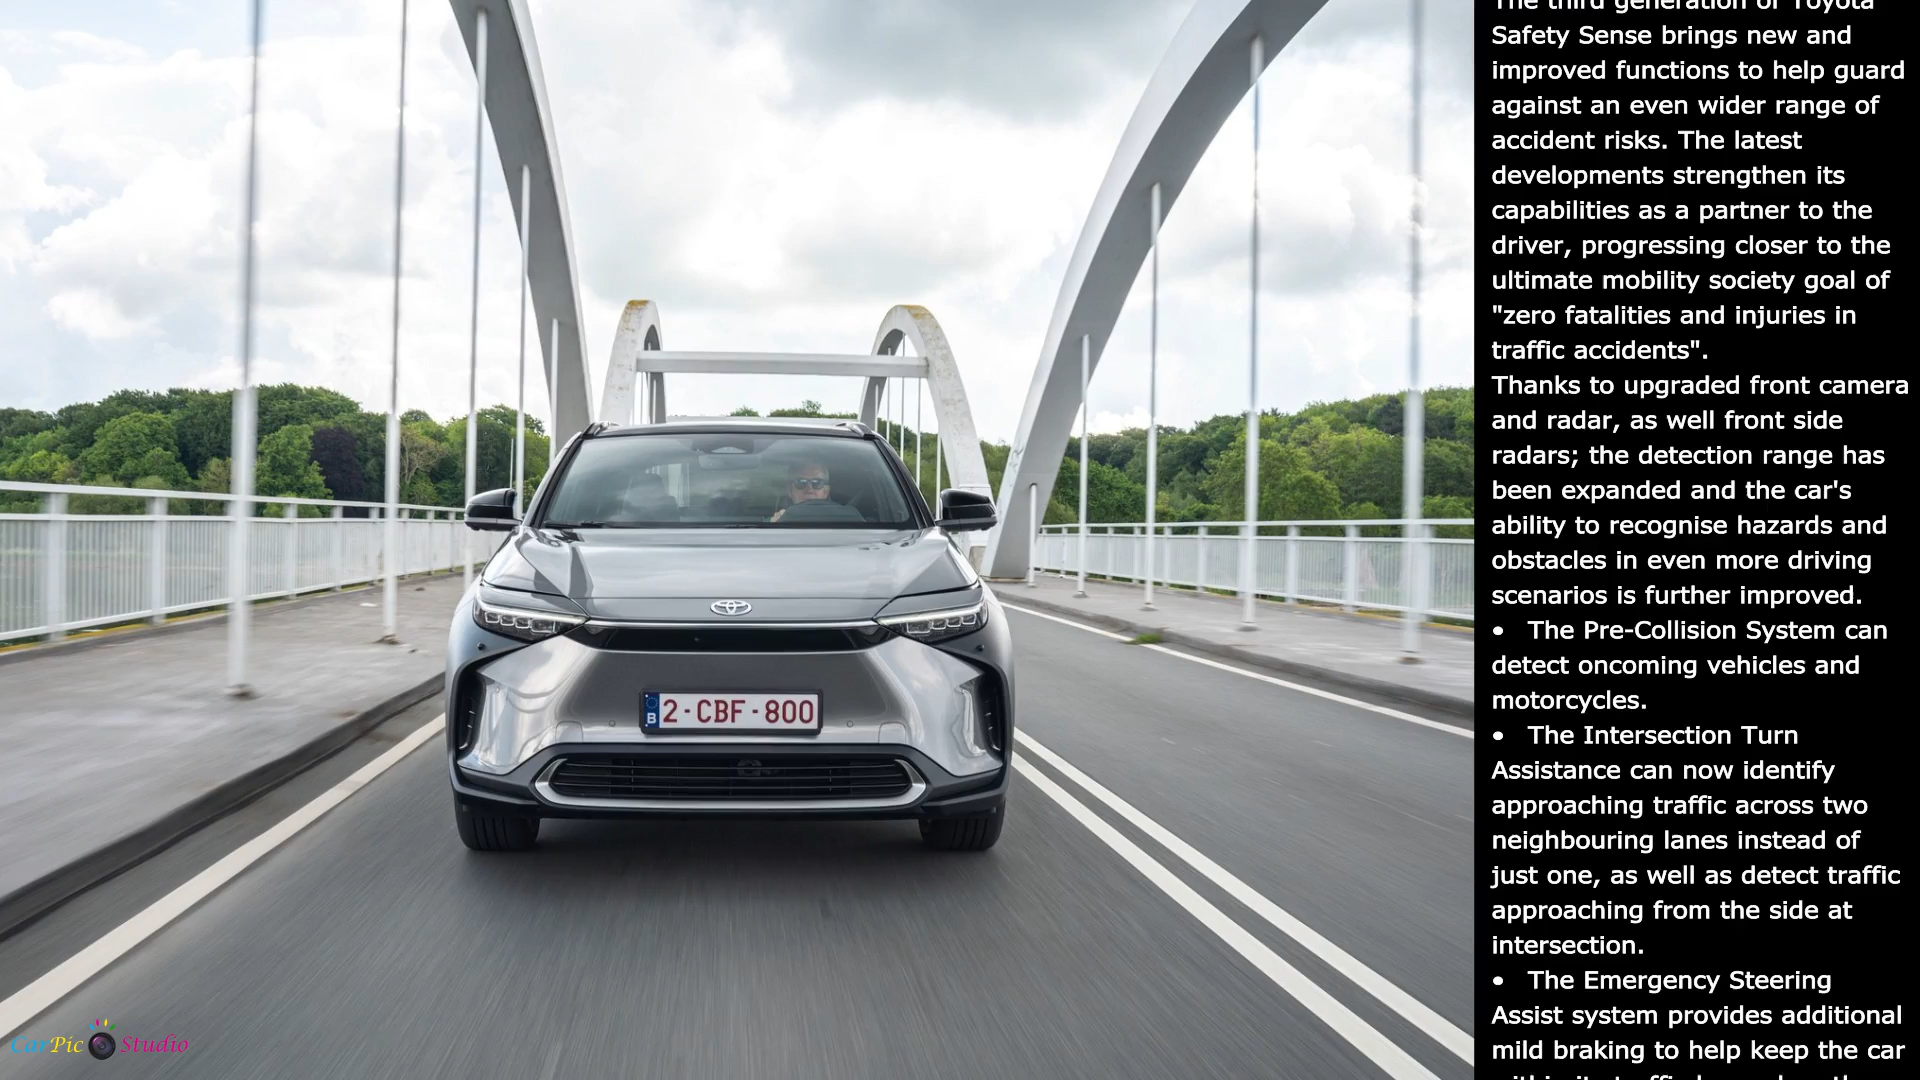 The third generation of Toyota
Safety Sense brings new and
improved functions to help guard
against an even wider range of
accident risks. The latest
developments strengthen its
capabilities as a partner to the
driver, progressing closer to the
ultimate mobility society goal of
"zero fatalities and injuries in
traffic accidents".
Thanks to upgraded front camera
and radar, as well front side
radars; the detection range has
been expanded and the car's
ability to recognise hazards and
obstacles in even more driving
scenarios is further improved.
• The Pre-Collision System can
detect oncoming vehicles and
motorcycles.
• The Intersection Turn
Assistance can now identify
approaching traffic across two
neighbouring lanes instead of
just one, as well as detect traffic
approaching from the side at
intersection.
• The Emergency Steering
Assist system provides additional
mild braking to help keep the car
B 2-CBF-800
CarPic Studio